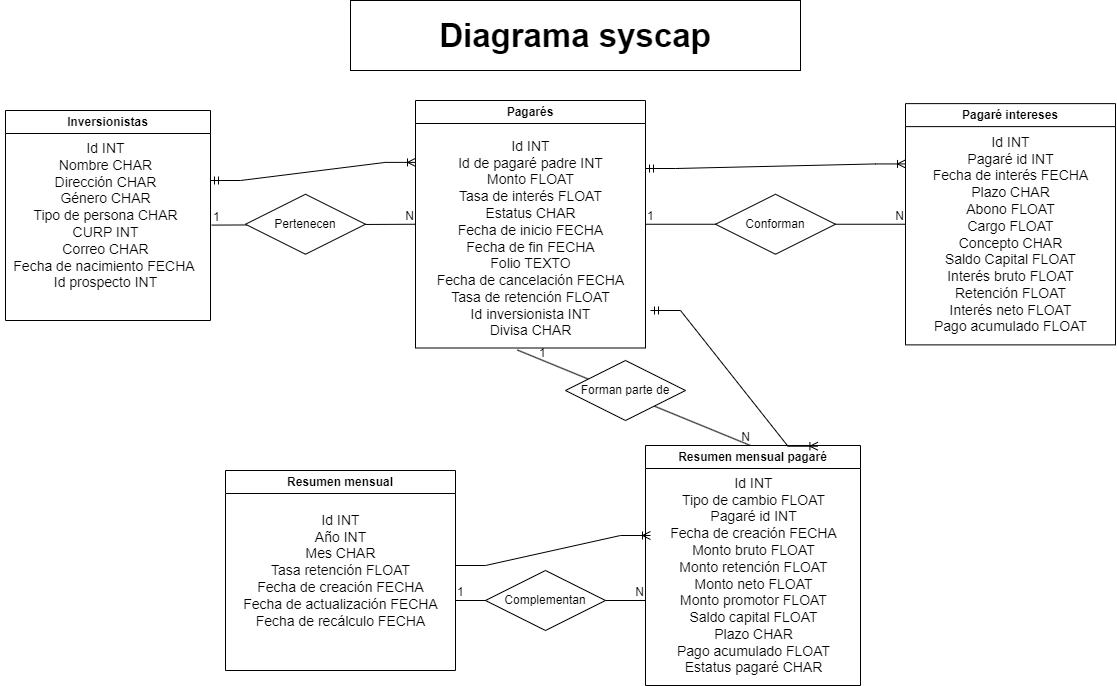 Diagrama syscap
Inversionistas
Id INT
Nombre CHAR
Dirección CHAR
Género CHAR
Tipo de persona CHAR
CURP INT
Correo CHAR
Fecha de nacimiento FECHA
Id prospecto INT
1
Pertenecen
N
Pagarés
Id INT
Id de pagaré padre INT
Monto FLOAT
Tasa de interés FLOAT
Estatus CHAR
Fecha de inicio FECHA
Fecha de fin FECHA
Folio TEXTO
Fecha de cancelación FECHA
Tasa de retención FLOAT
Id inversionista INT
Divisa CHAR
1
Conforman
N
Pagaré intereses
Id INT
Pagaré id INT
Fecha de interés FECHA
Plazo CHAR
Abono FLOAT
Cargo FLOAT
Concepto CHAR
Saldo Capital FLOAT
Interés bruto FLOAT
Retención FLOAT
Interés neto FLOAT
Pago acumulado FLOAT
1
Forman parte de
N
Resumen mensual
Id INT
Año INT
Mes CHAR
Tasa retención FLOAT
Fecha de creación FECHA
Fecha de actualización FECHA
Fecha de recálculo FECHA
1
Complementan
N
Resumen mensual pagaré
Id INT
Tipo de cambio FLOAT
Pagaré id INT
Fecha de creación FECHA
Monto bruto FLOAT
Monto retención FLOAT
Monto neto FLOAT
Monto promotor FLOAT
Saldo capital FLOAT
Plazo CHAR
Pago acumulado FLOAT
Estatus pagaré CHAR